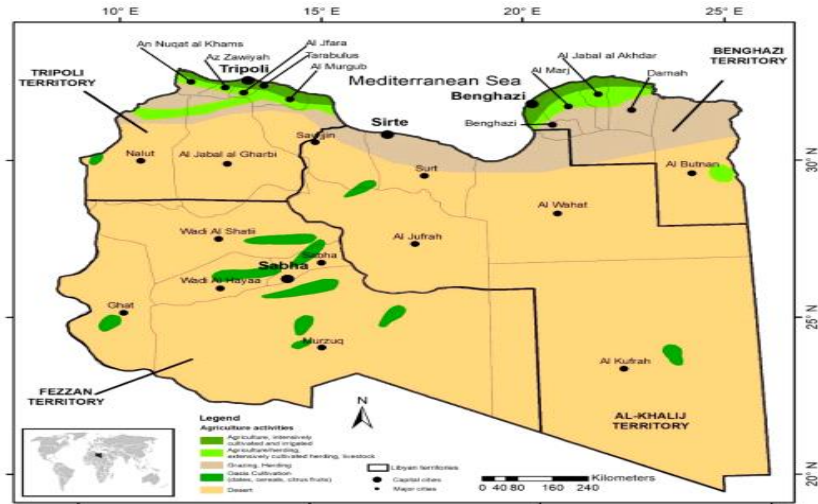 10° E
15° E
20° E
25° E
An Nuqat al Khams
Az Zawiyah
Tripoli
Al Jfara
Tarabulus
Al Murgub
TRIPOLI
TERRITORY
Mediterranean Sea
Benghazi
Al Marj
Al Jabal al Akhdar
Darnah
BENGHAZI
TERRITORY
Benghazi
Sirte
Nalut
Al Jabal al Gharbi
Surt
Al Butnan
30° N
30° N
Al Wahat
Wadi Al Shatii
Al Jufrah
Sabha
Sabha
Wadi Al Hayaa
Ghat
25° N
25° N
Murzuq
Al Kufrah
FEZZAN
TERRITORY
AL-KHALIJ
TERRITORY
N
Legend
Agriculture activities
Agriculture, intensively
cultivated and irrigated
Agriculture/herding,
extensively cultivated herding, livestock
Grazing, Herding
Oasis Cultivation
(dates, cereals, citrus fruits)
Desert
Libyan territories
Capital cities
Major cities
Kilometers
0 40 80 160 240
20° N
20° N